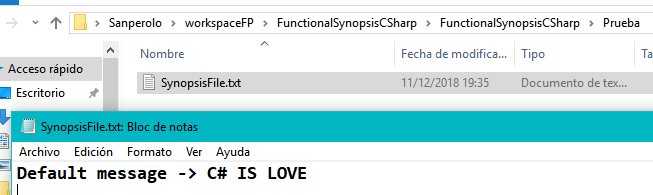 Sanperolo > workspaceFP > FunctionalSynopsisCSharp > FunctionalSynopsisCSharp > Prueba
Nombre Fecha de modifica... Tipo Ta
Acceso rápido
SynopsisFile.txt 11/12/2018 19:35 Documento de tex...
Escritorio
SynopsisFile.txt: Bloc de notas
Archivo Edición Formato Ver Ayuda
Default message -> C# IS LOVE